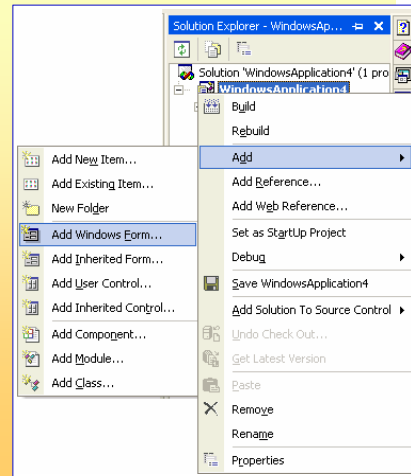 Solution Explorer - WindowsAp...
Solution 'WindowsApplication4' (1 pro
WindowsApplication4
Build
Rebuild
Add
Add Reference...
Add Web Reference...
Set as StartUp Project
Debug
Save WindowsApplication4
Add Solution To Source Control
Undo Check Out...
Get Latest Version
Paste
Remove
Rename
Properties
Add New Item...
Add Existing Item...
New Folder
Add Windows Form...
Add Inherited Form...
Add User Control...
Add Inherited Control...
Add Component...
Add Module...
Add Class...